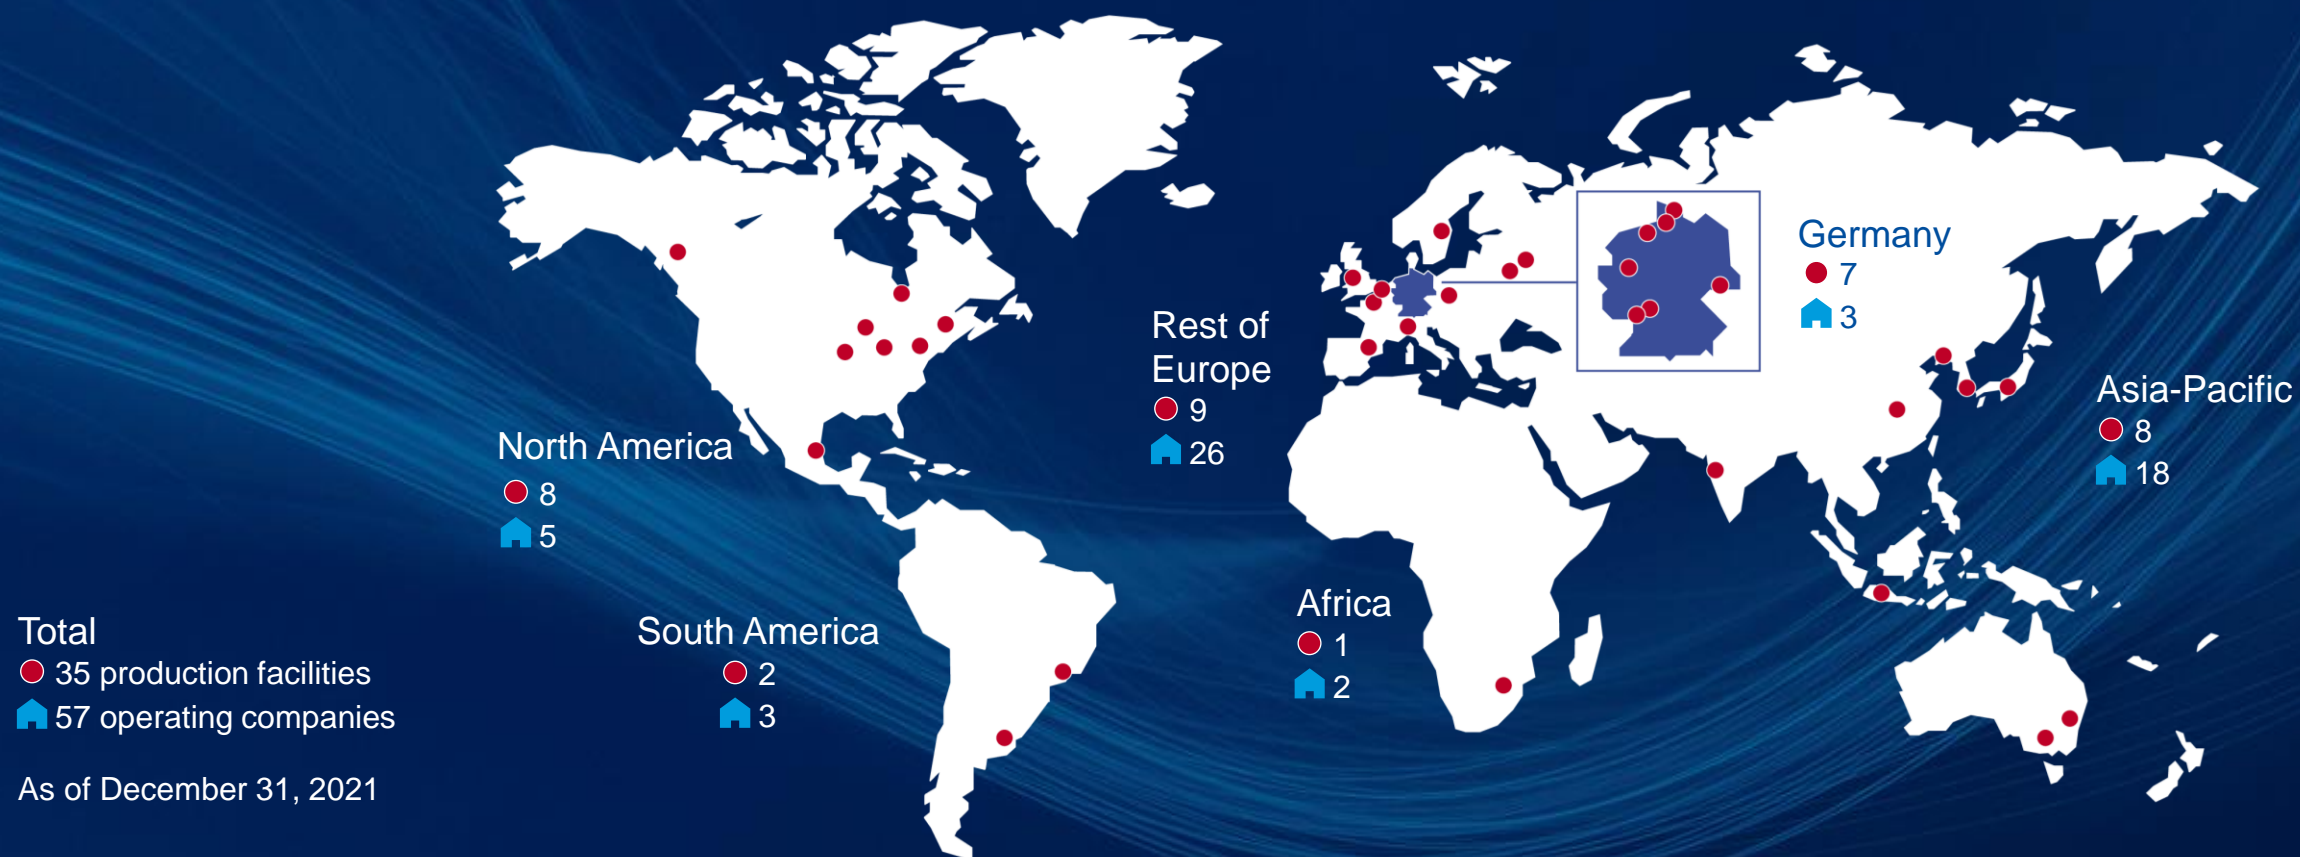 Germany
7
3
Rest of
Europe
9
26
Asia-Pacific
8
18
North America
8
5
Africa
1
2
South America
2
3
Total
35 production facilities
57 operating companies
As of December 31, 2021